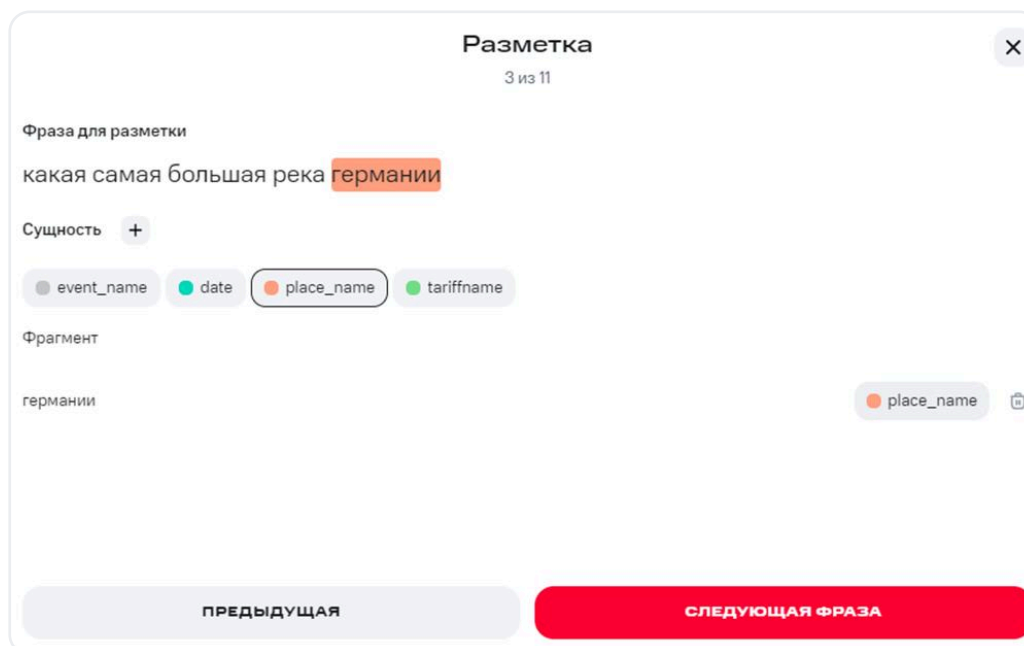 Разметка
3 из 11
Фраза для разметки
какая самая большая река германии
Сущность +
event_name date place_name tariffname
Фрагмент
германии place_name
ПРЕДЫДУЩАЯ СЛЕДУЮЩАЯ ФРАЗА